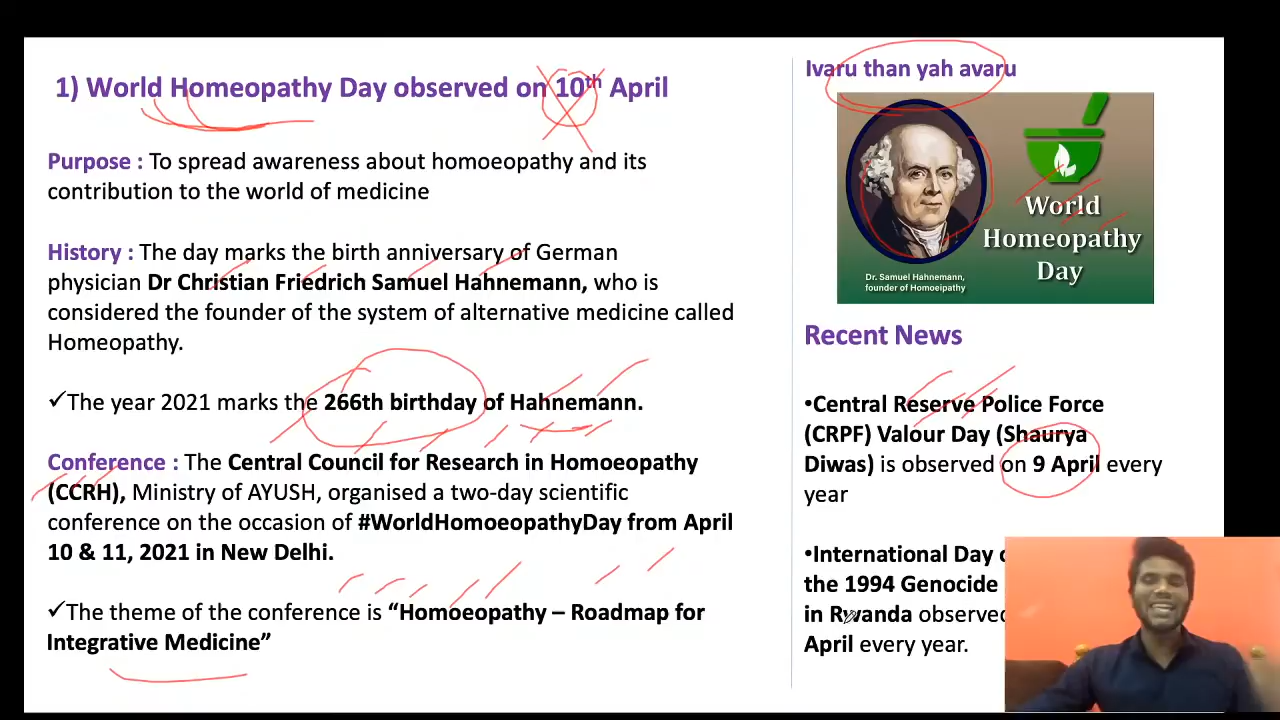 1) World Homeopathy Day observed on 10th April
Purpose : To spread awareness about homoeopathy and its
contribution to the world of medicine
History : The day marks the birth anniversary of German
physician Dr Christian Friedrich Samuel Hahnemann, who is
considered the founder of the system of alternative medicine called
Homeopathy.
✓The year 2021 marks the 266th birthday of Hahnemann.
Conference : The Central Council for Research in Homoeopathy
(CCRH), Ministry of AYUSH, organised a two-day scientific
conference on the occasion of #WorldHomoeopathyDay from April
10 & 11, 2021 in New Delhi.
✓The theme of the conference is “Homoeopathy – Roadmap for
Integrative Medicine”
Ivaru than yah avaru
World
Homeopathy
Day
Dr. Samuel Hahnemann,
founder of Homoeipathy
Recent News
•Central Reserve Police Force
(CRPF) Valour Day (Shaurya
Diwas) is observed on 9 April every
year
•International Day
the 1994 Genocide
in Rwanda observed
April every year.